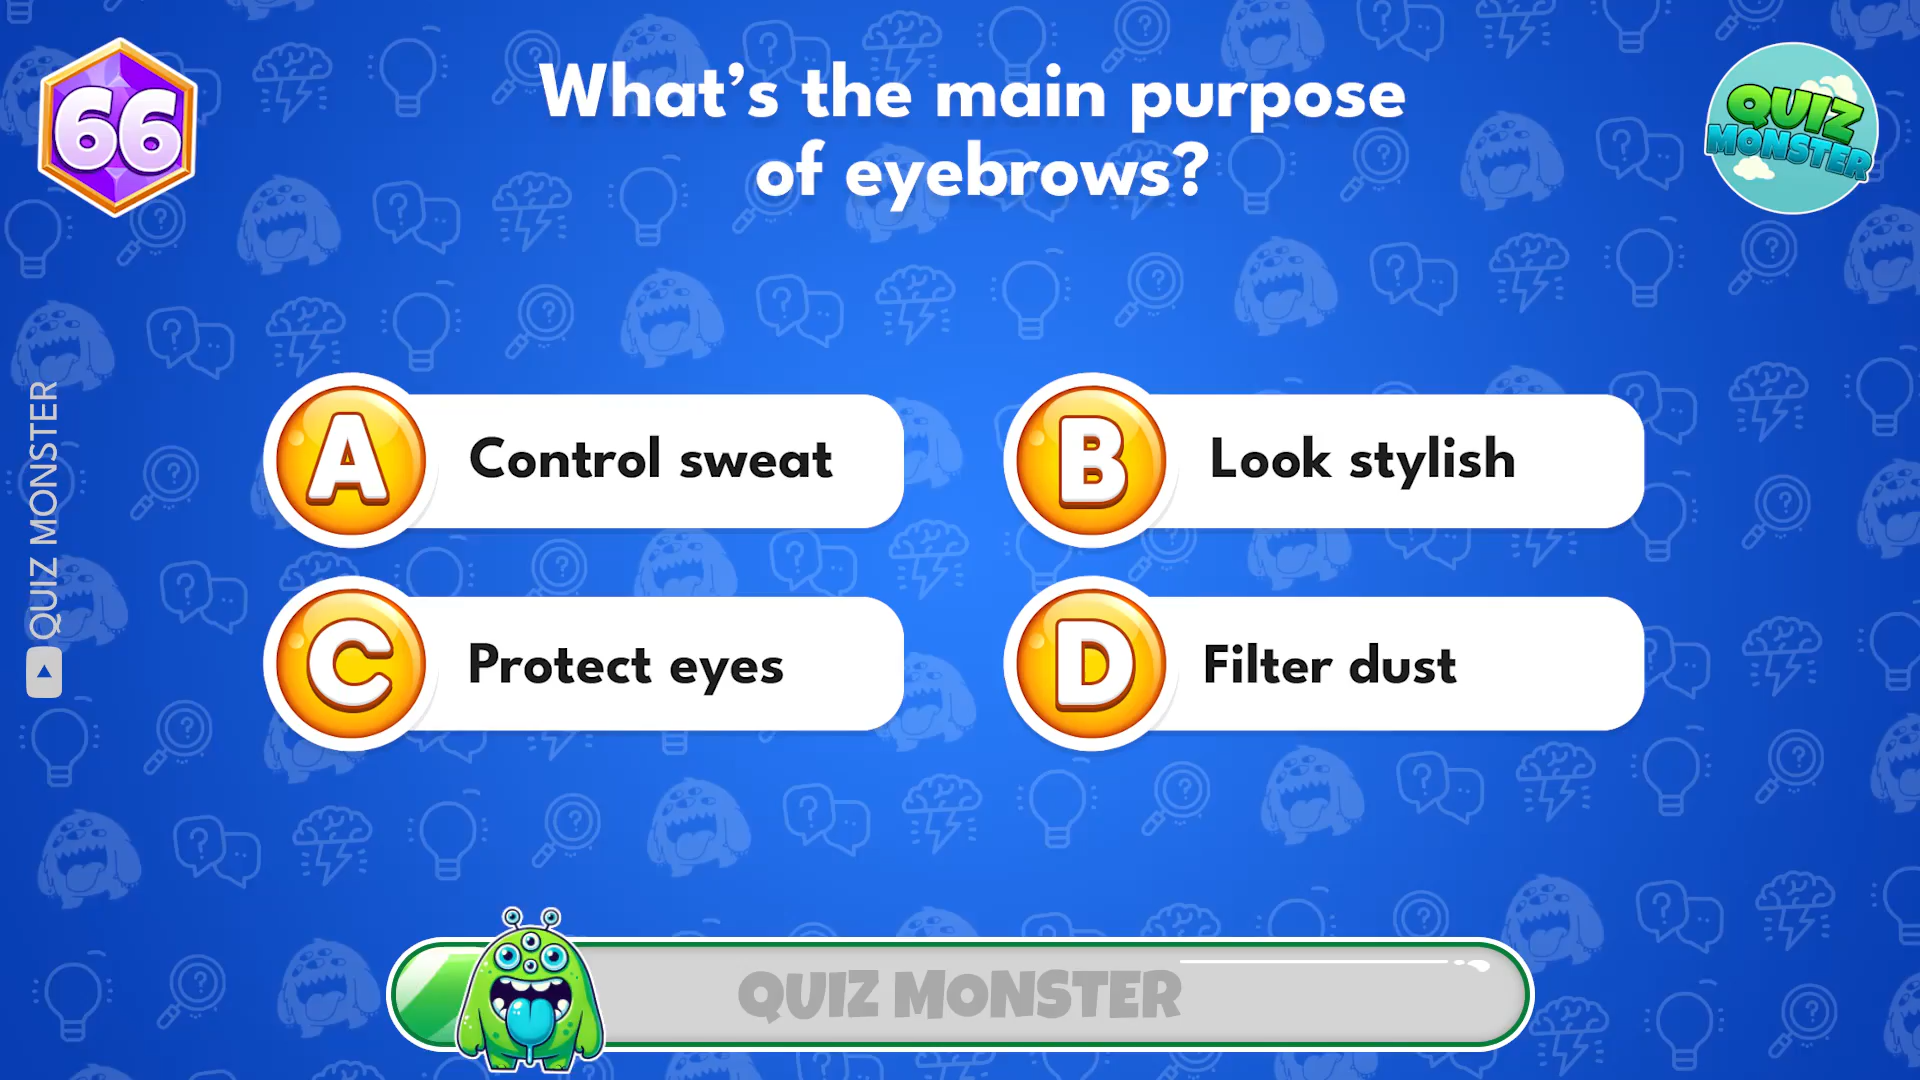 66
What’s the main purpose
of eyebrows?
QUIZ
MONSTER
A Control sweat
B Look stylish
C Protect eyes
D Filter dust
QUIZ MONSTER
QUIZ MONSTER